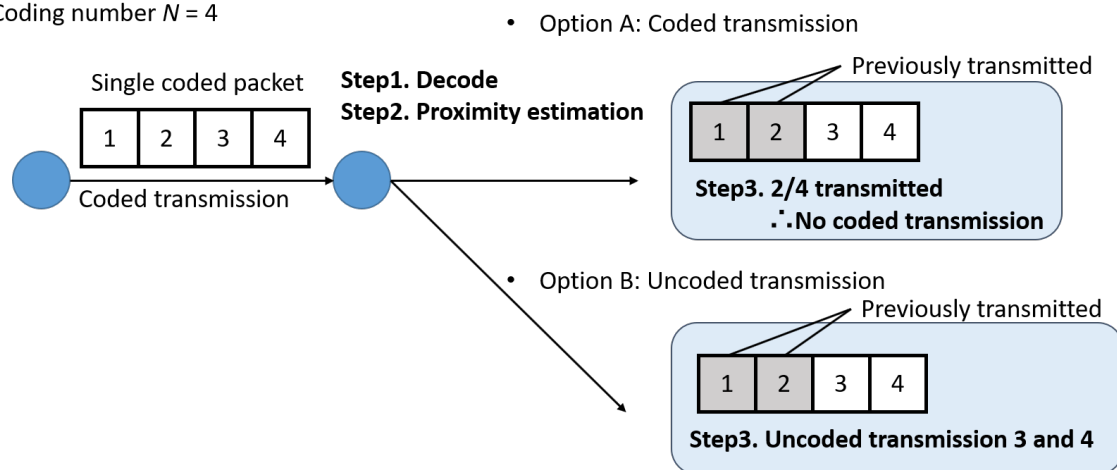 Coding number N = 4
Single coded packet
1 2 3 4
Coded transmission
Step1. Decode
Step2. Proximity estimation
• Option A: Coded transmission
Previously transmitted
1 2 3 4
Step3. 2/4 transmitted
∴No coded transmission
• Option B: Uncoded transmission
Previously transmitted
1 2 3 4
Step3. Uncoded transmission 3 and 4